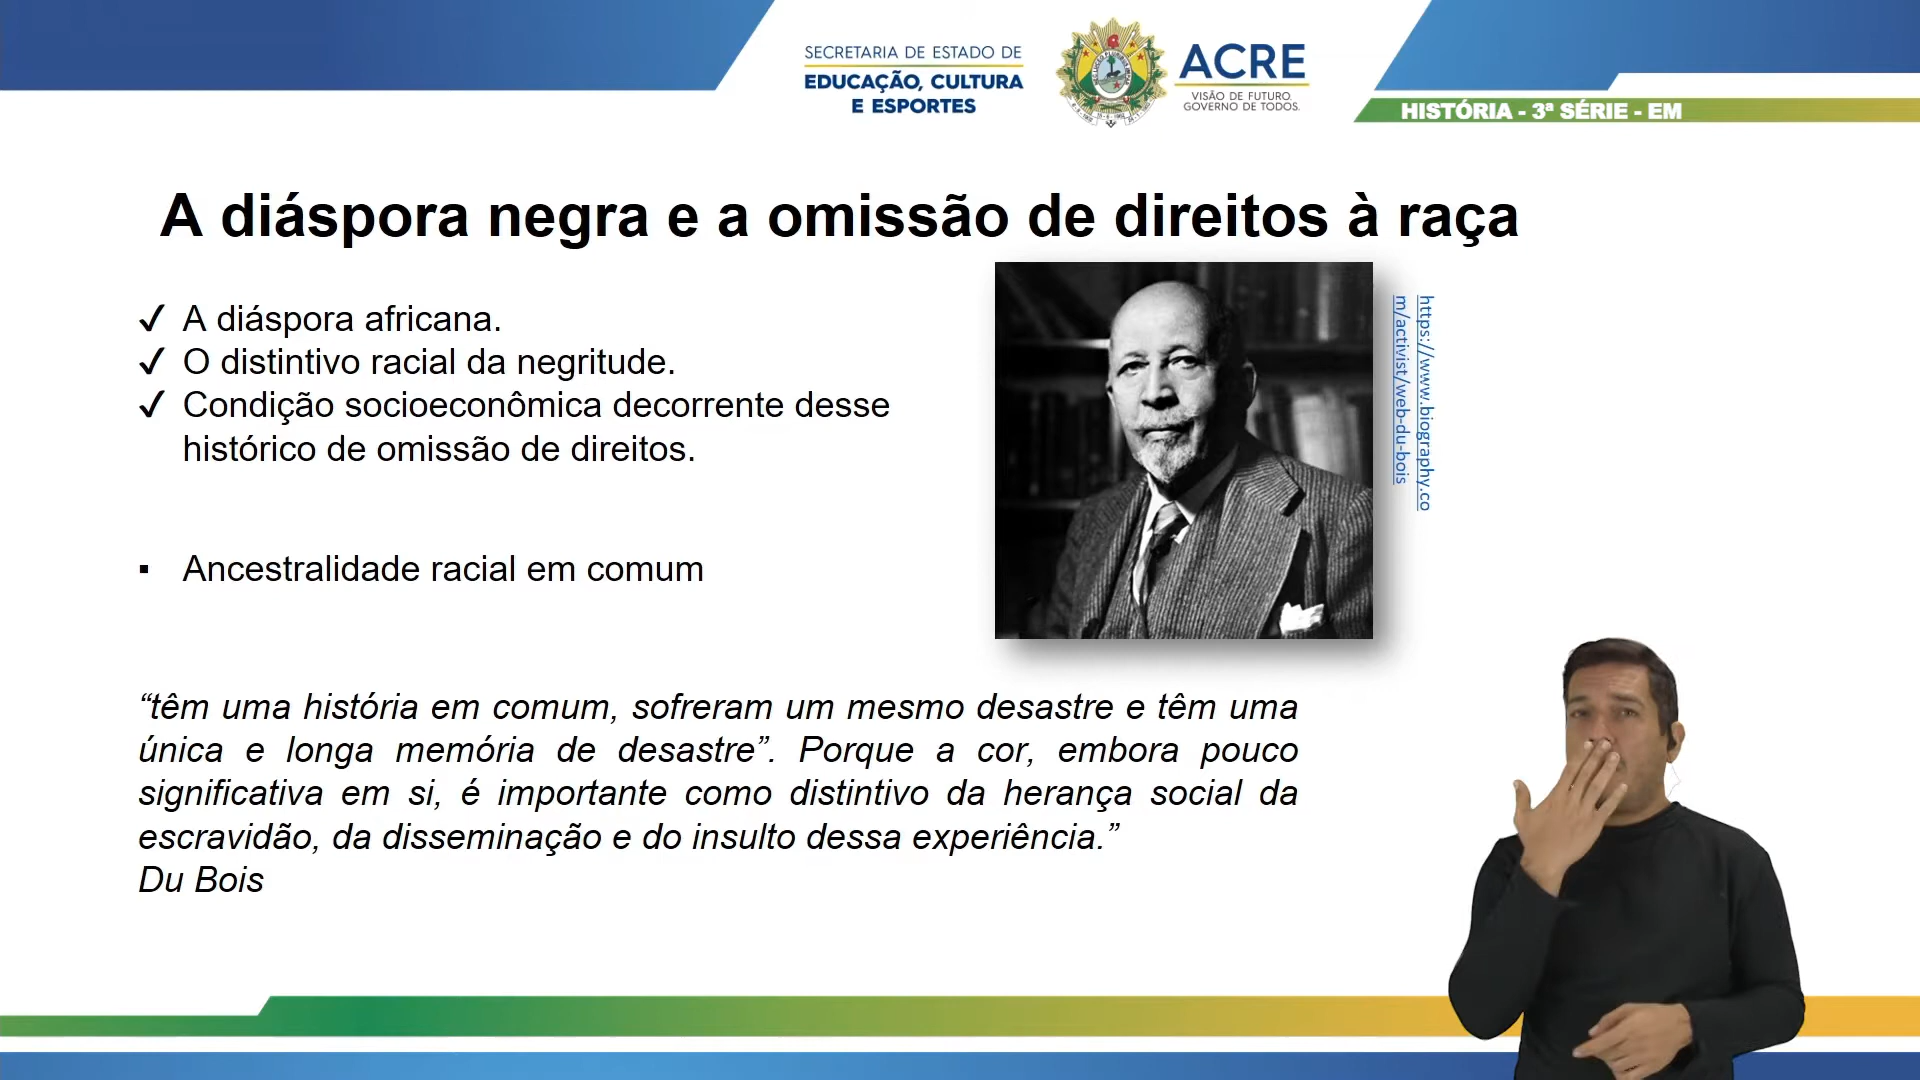 SECRETARIA DE ESTADO DE
EDUCAÇÃO, CULTURA
E ESPORTES
ACRE
VISÃO DE FUTURO.
GOVERNO DE TODOS.
HISTÓRIA - 3ª SÉRIE - EM
A diáspora negra e a omissão de direitos à raça
✓ A diáspora africana.
✓ O distintivo racial da negritude.
✓ Condição socioeconômica decorrente desse
histórico de omissão de direitos.
▪ Ancestralidade racial em comum
https://www.biography.co
m/activist/web-du-bois
“têm uma história em comum, sofreram um mesmo desastre e têm uma
única e longa memória de desastre”. Porque a cor, embora pouco
significativa em si, é importante como distintivo da herança social da
escravidão, da disseminação e do insulto dessa experiência.”
Du Bois